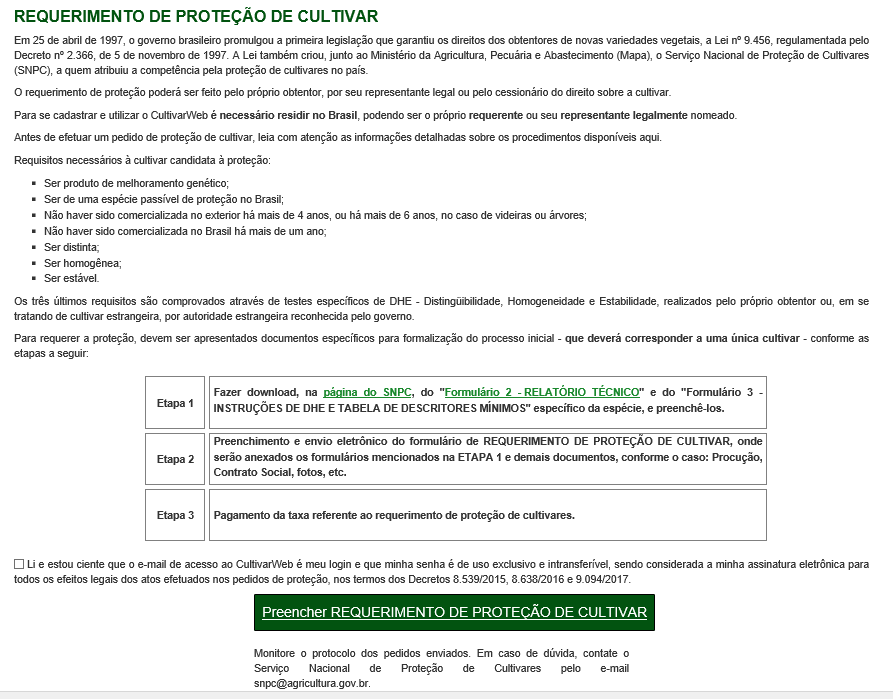 REQUERIMENTO DE PROTEÇÃO DE CULTIVAR
Em 25 de abril de 1997, o governo brasileiro promulgou a primeira legislação que garantiu os direitos dos obtentores de novas variedades vegetais, a Lei nº 9.456, regulamentada pelo
Decreto nº 2.366, de 5 de novembro de 1997. A Lei também criou, junto ao Ministério da Agricultura, Pecuária e Abastecimento (Mapa), o Serviço Nacional de Proteção de Cultivares
(SNPC), a quem atribuiu a competência pela proteção de cultivares no país.
O requerimento de proteção poderá ser feito pelo próprio obtentor, por seu representante legal ou pelo cessionário do direito sobre a cultivar.
Para se cadastrar e utilizar o CultivarWeb é necessário residir no Brasil, podendo ser o próprio requerente ou seu representante legalmente nomeado.
Antes de efetuar um pedido de proteção de cultivar, leia com atenção as informações detalhadas sobre os procedimentos disponíveis aqui.
Requisitos necessários à cultivar candidata à proteção:
▪ Ser produto de melhoramento genético;
▪ Ser de uma espécie passível de proteção no Brasil;
▪ Não haver sido comercializada no exterior há mais de 4 anos, ou há mais de 6 anos, no caso de videiras ou árvores;
▪ Não haver sido comercializada no Brasil há mais de um ano;
▪ Ser distinta;
▪ Ser homogênea;
▪ Ser estável.
Os três últimos requisitos são comprovados através de testes específicos de DHE - Distingüibilidade, Homogeneidade e Estabilidade, realizados pelo próprio obtentor ou, em se
tratando de cultivar estrangeira, por autoridade estrangeira reconhecida pelo governo.
Para requerer a proteção, devem ser apresentados documentos específicos para formalização do processo inicial - que deverá corresponder a uma única cultivar - conforme as
etapas a seguir:
Etapa 1
Fazer download, na página do SNPC, do "Formulário 2 - RELATÓRIO TÉCNICO" e do "Formulário 3 -
INSTRUÇÕES DE DHE E TABELA DE DESCRITORES MÍNIMOS" específico da espécie, e preenchê-los.
Etapa 2
Preenchimento e envio eletrônico do formulário de REQUERIMENTO DE PROTEÇÃO DE CULTIVAR, onde
serão anexados os formulários mencionados na ETAPA 1 e demais documentos, conforme o caso: Procução,
Contrato Social, fotos, etc.
Etapa 3
Pagamento da taxa referente ao requerimento de proteção de cultivares.
Li e estou ciente que o e-mail de acesso ao CultivarWeb é meu login e que minha senha é de uso exclusivo e intransferível, sendo considerada a minha assinatura eletrônica para
todos os efeitos legais dos atos efetuados nos pedidos de proteção, nos termos dos Decretos 8.539/2015, 8.638/2016 e 9.094/2017.
Preencher REQUERIMENTO DE PROTEÇÃO DE CULTIVAR
Monitore o protocolo dos pedidos enviados. Em caso de dúvida, contate o
Serviço Nacional de Proteção de Cultivares pelo e-mail
snpc@agricultura.gov.br.